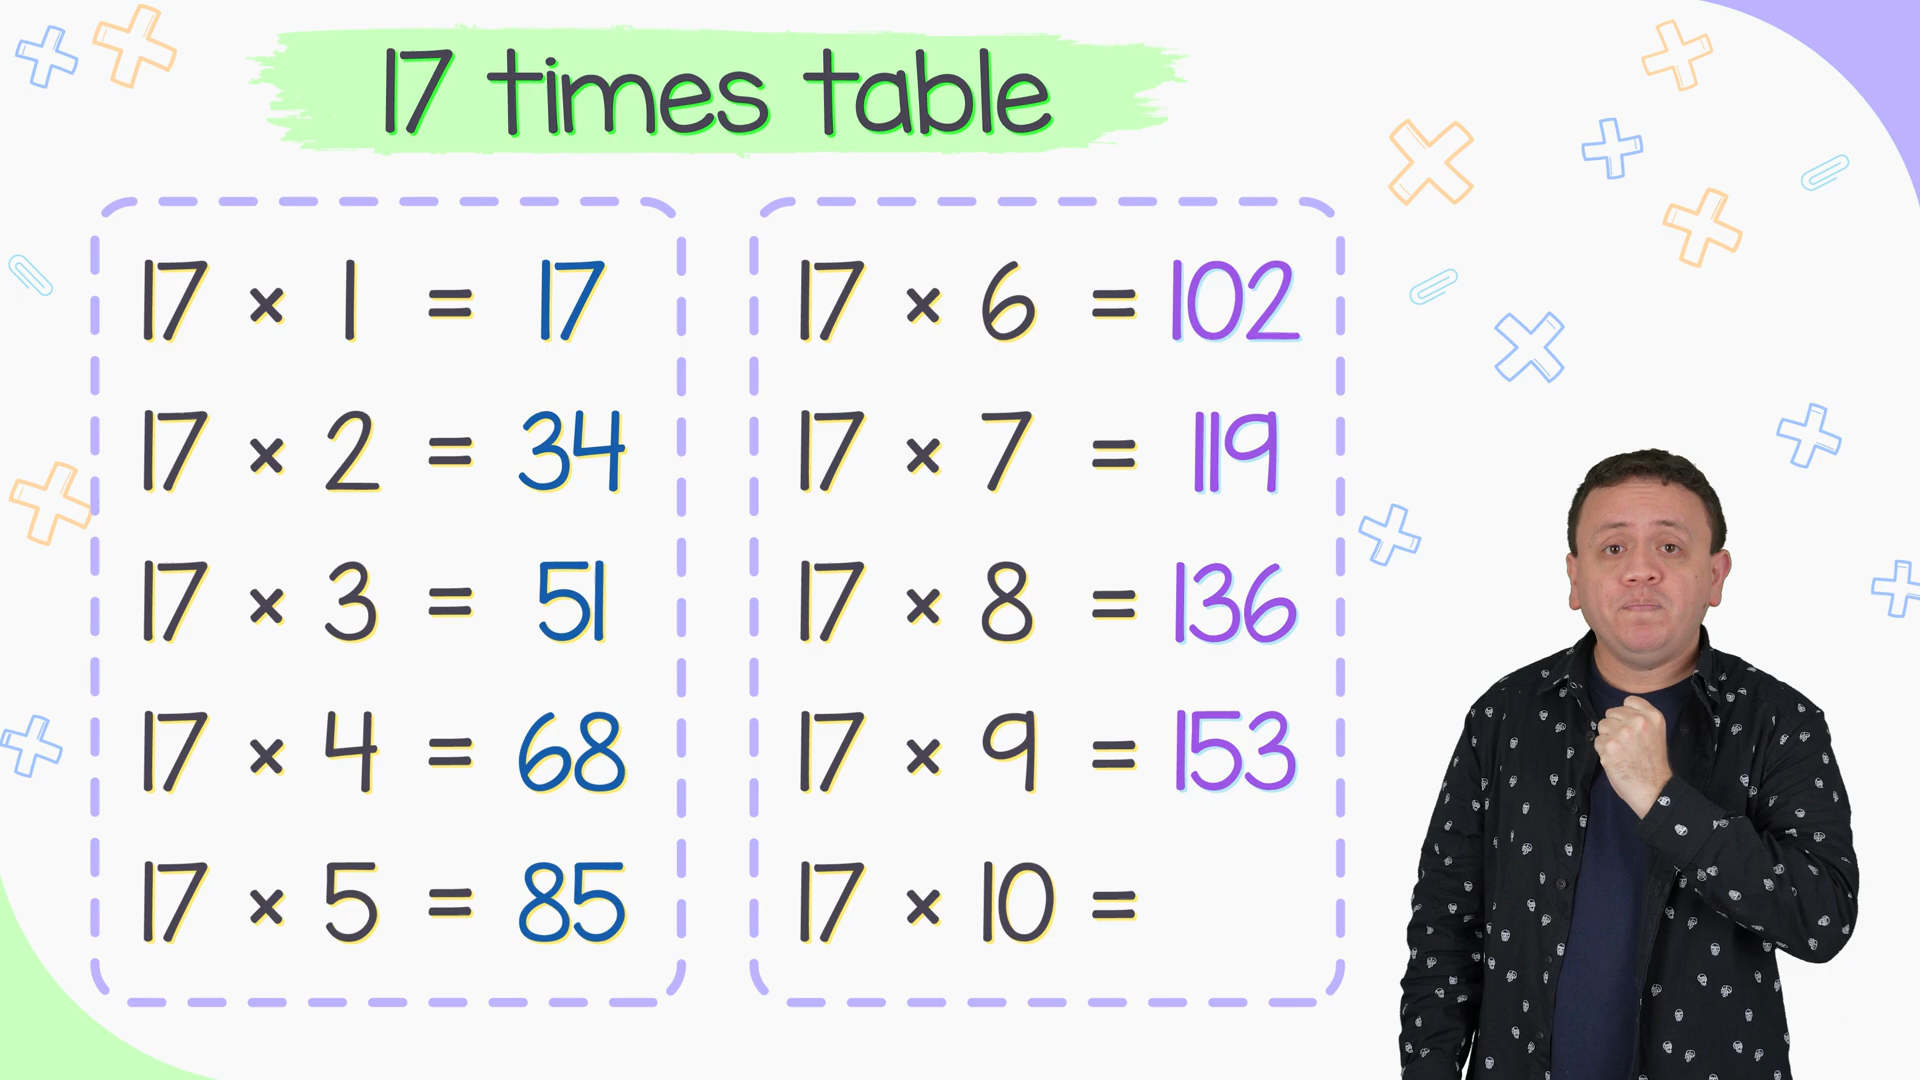 17 times table
17 × 1 = 17
17 × 2 = 34
17 × 3 = 51
17 × 4 = 68
17 × 5 = 85
17 × 6 = 102
17 × 7 = 119
17 × 8 = 136
17 × 9 = 153
17 × 10 =